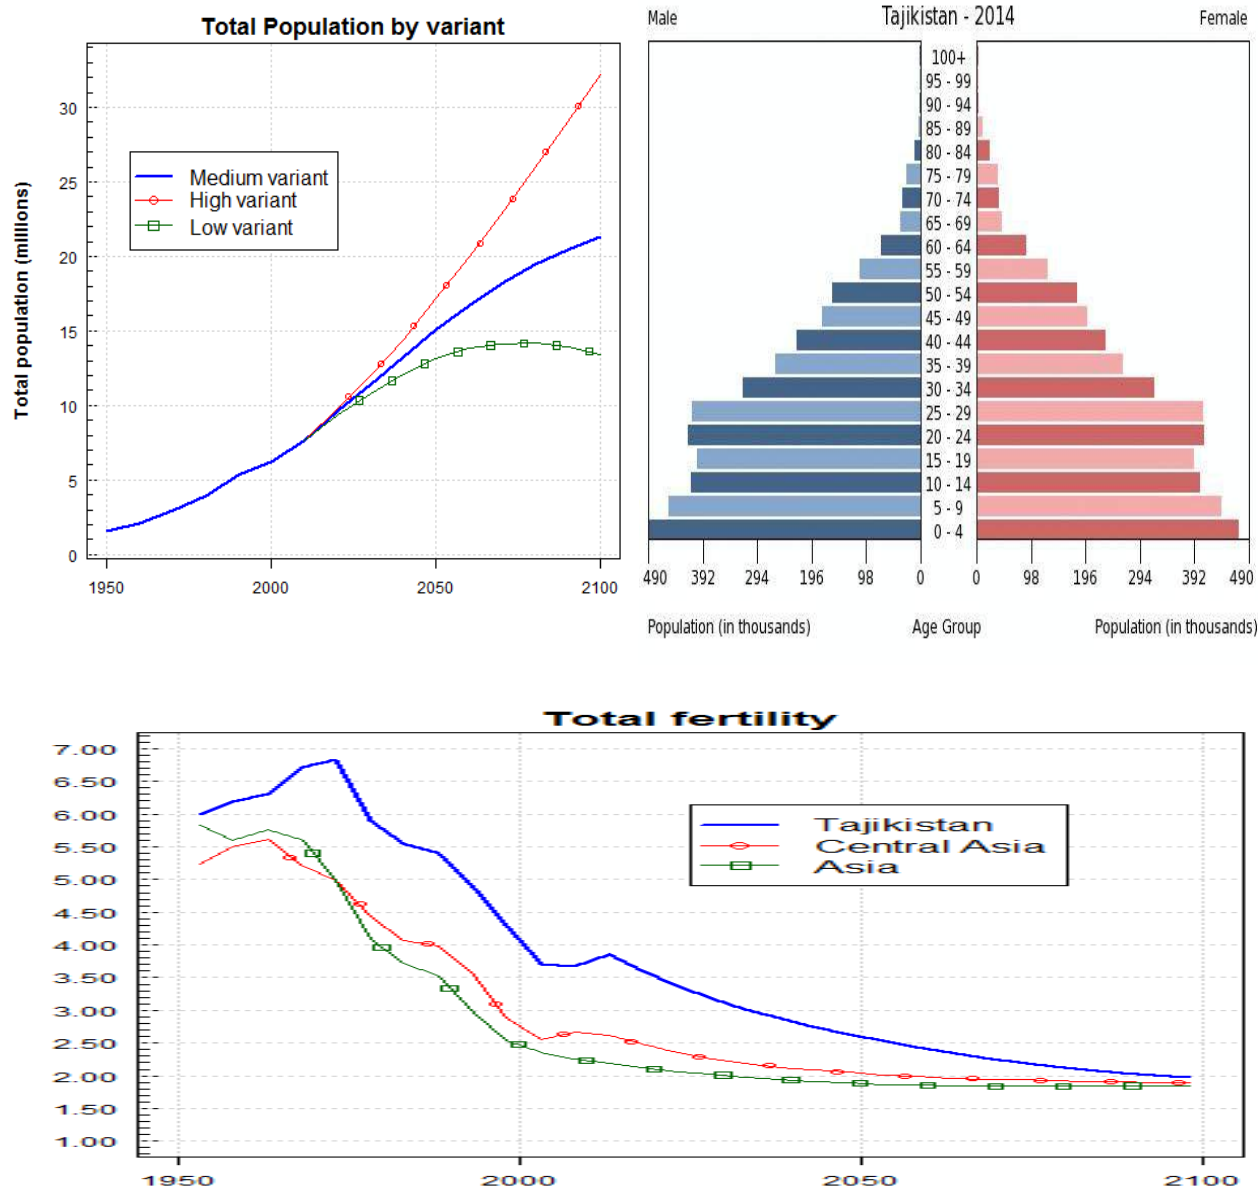 Total Population by variant
Total population (millions)
30
25
20
15
10
5
0
Medium variant
High variant
Low variant
1950 2000 2050 2100
Male Tajikistan - 2014 Female
100+
95 - 99
90 - 94
85 - 89
80 - 84
75 - 79
70 - 74
65 - 69
60 - 64
55 - 59
50 - 54
45 - 49
40 - 44
35 - 39
30 - 34
25 - 29
20 - 24
15 - 19
10 - 14
5 - 9
0 - 4
490 392 294 196 98 0 0 98 196 294 392 490
Population (in thousands) Age Group Population (in thousands)
Total fertility
7.00
6.50
6.00
5.50
5.00
4.50
4.00
3.50
3.00
2.50
2.00
1.50
1.00
Tajikistan
Central Asia
Asia
1950 2000 2050 2100